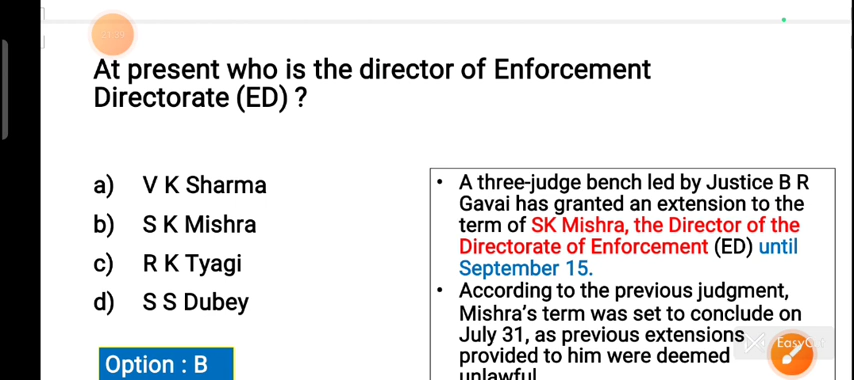 At present who is the director of Enforcement
Directorate (ED) ?
a) V K Sharma
b) S K Mishra
c) R K Tyagi
d) S S Dubey
Option : B
• A three-judge bench led by Justice B R
Gavai has granted an extension to the
term of SK Mishra, the Director of the
Directorate of Enforcement (ED) until
September 15.
• According to the previous judgment,
Mishra's term was set to conclude on
July 31, as previous extensions
provided to him were deemed
unlawful